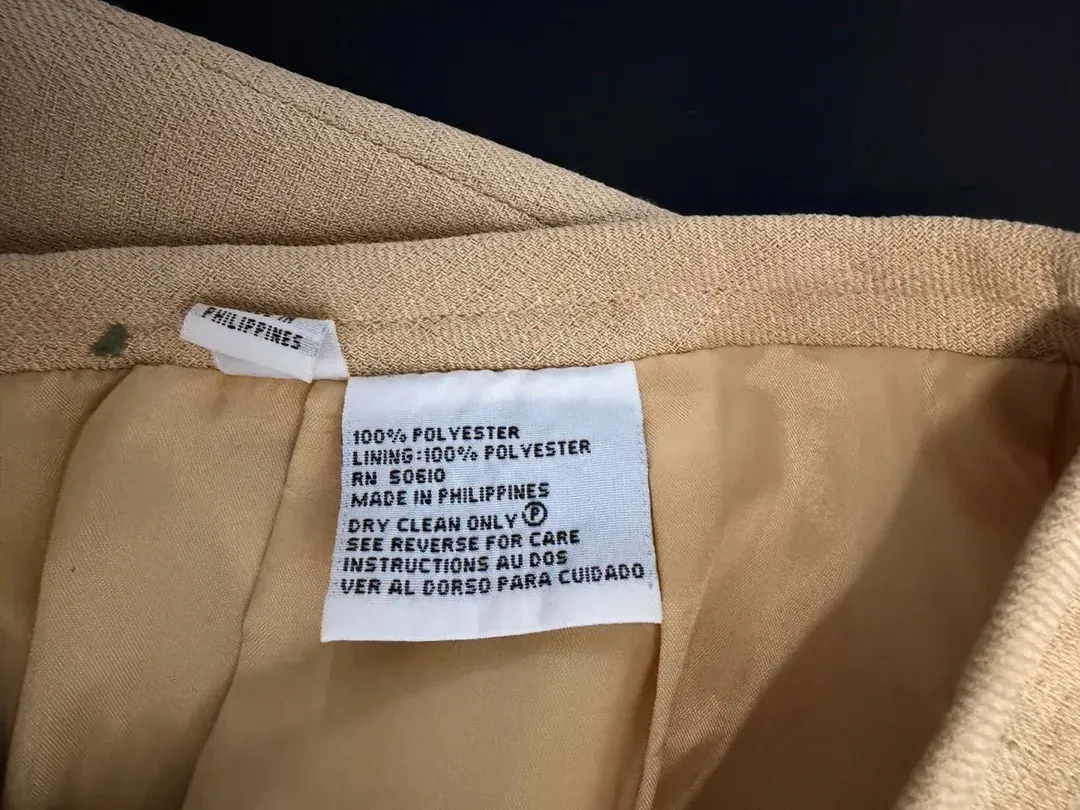 PHILIPPINES
100% POLYESTER
LINING:100% POLYESTER
RN 50610
MADE IN PHILIPPINES
DRY CLEAN ONLY Ⓟ
SEE REVERSE FOR CARE
INSTRUCTIONS AU DOS
VER AL DORSO PARA CUIDADO